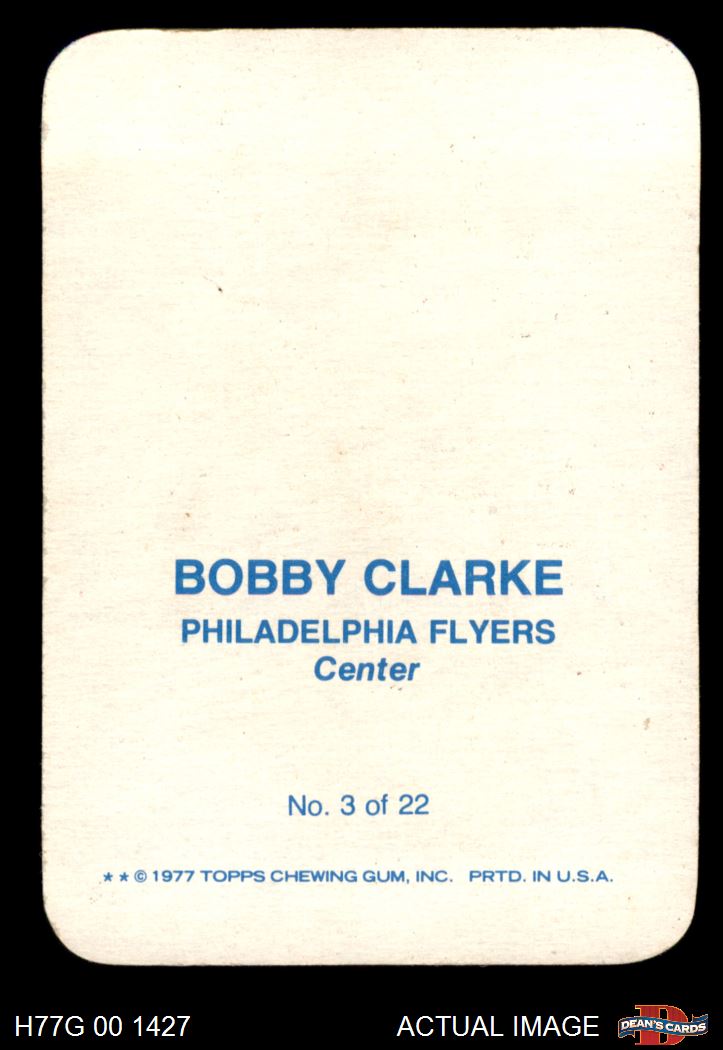 BOBBY CLARKE
PHILADELPHIA FLYERS
Center
No. 3 of 22
★★© 1977 TOPPS CHEWING GUM, INC. PRTD. IN U.S.A.
H77G 00 1427 ACTUAL IMAGE D DEAN'S CARDS